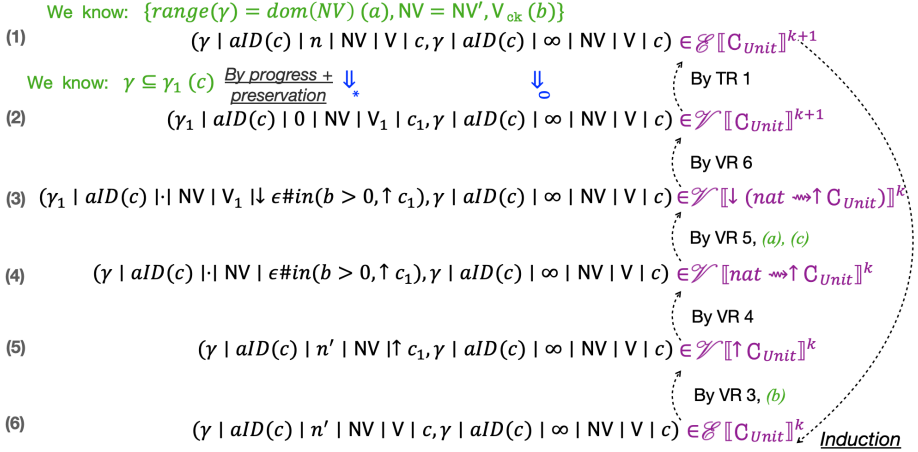 We know: {range(γ) = dom(NV) (a), NV = NV′, V_ck (b)}
(1) (γ | aID(c) | n | NV | V | c, γ | aID(c) | ∞ | NV | V | c) ∈ ℰ⟦C_Unit⟧^{k+1}
By TR 1
We know: γ ⊆ γ₁ (c) By progress + preservation ⇓* ⇓0
(2) (γ₁ | aID(c) | 0 | NV | V₁ | c₁, γ | aID(c) | ∞ | NV | V | c) ∈ 𝒱⟦C_Unit⟧^{k+1}
By VR 6
(3) (γ₁ | aID(c) |·| NV | V₁ |↓ ϵ#in(b > 0, ↑ c₁), γ | aID(c) | ∞ | NV | V | c) ∈ 𝒱⟦↓ (nat ⇝↑ C_Unit)⟧^k
By VR 5, (a), (c)
(4) (γ | aID(c) |·| NV | ϵ#in(b > 0, ↑ c₁), γ | aID(c) | ∞ | NV | V | c) ∈ 𝒱⟦nat ⇝↑ C_Unit⟧^k
By VR 4
(5) (γ | aID(c) | n′ | NV |↑ c₁, γ | aID(c) | ∞ | NV | V | c) ∈ 𝒱⟦↑ C_Unit⟧^k
By VR 3, (b)
(6) (γ | aID(c) | n′ | NV | V | c, γ | aID(c) | ∞ | NV | V | c) ∈ ℰ⟦C_Unit⟧^k
Induction